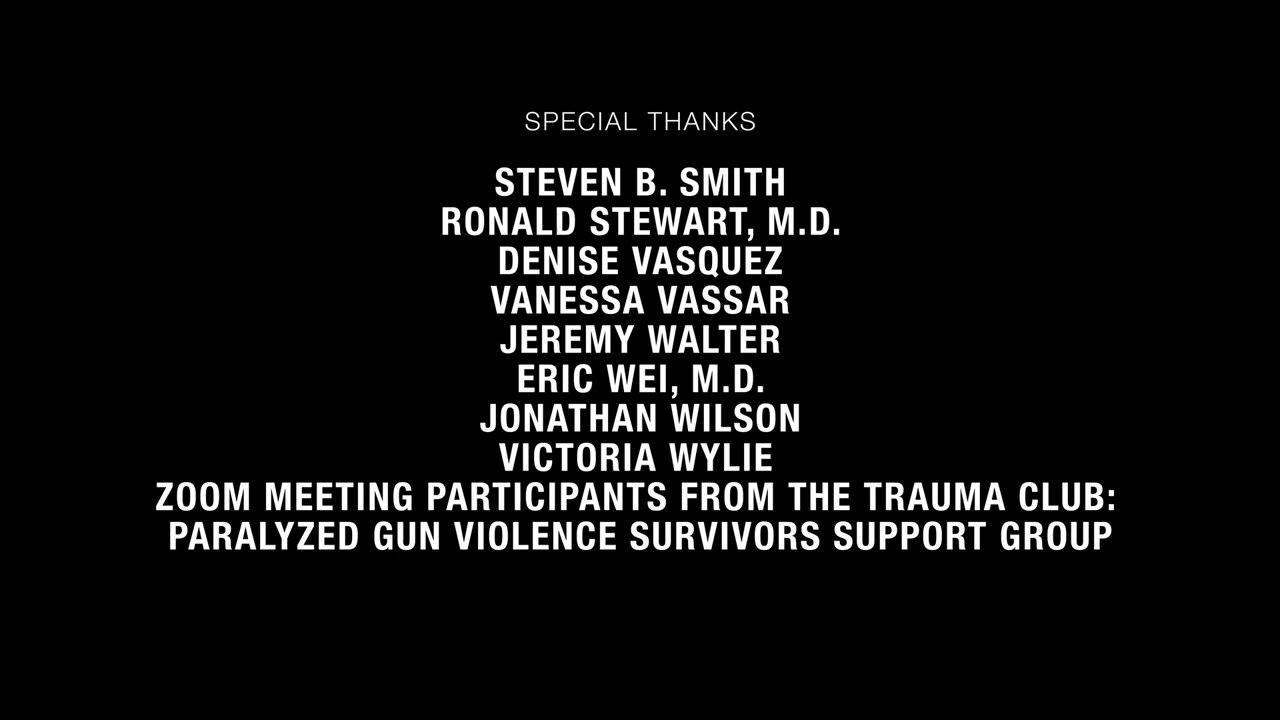 SPECIAL THANKS
STEVEN B. SMITH
RONALD STEWART, M.D.
DENISE VASQUEZ
VANESSA VASSAR
JEREMY WALTER
ERIC WEI, M.D.
JONATHAN WILSON
VICTORIA WYLIE
ZOOM MEETING PARTICIPANTS FROM THE TRAUMA CLUB:
PARALYZED GUN VIOLENCE SURVIVORS SUPPORT GROUP